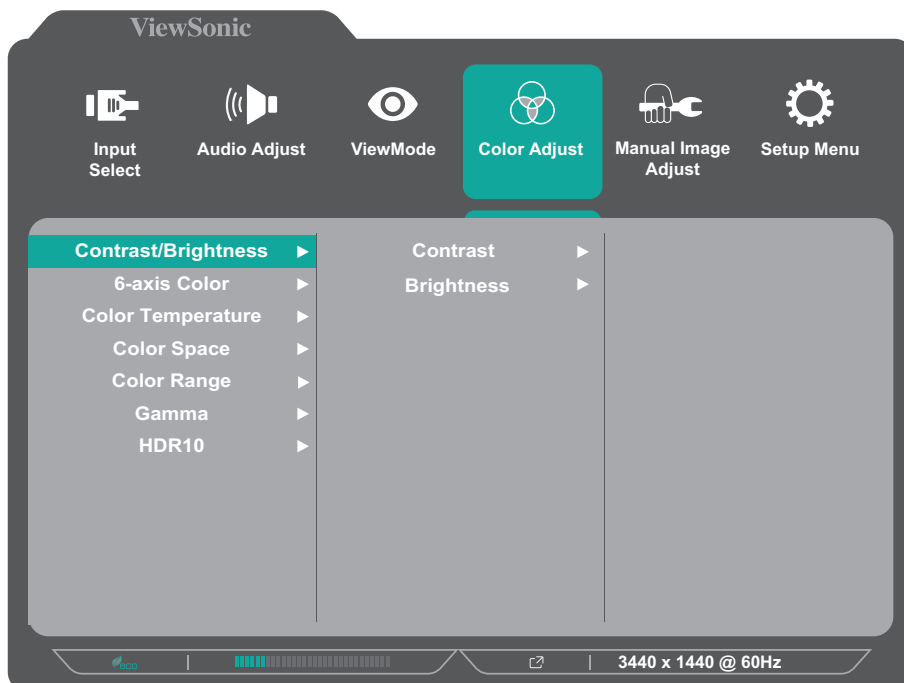 ViewSonic
Input
Select
Audio Adjust
ViewMode
Color Adjust
Manual Image
Adjust
Setup Menu
Contrast/Brightness
Contrast
6-axis Color
Brightness
Color Temperature
Color Space
Color Range
Gamma
HDR10
eco
3440 x 1440 @ 60Hz